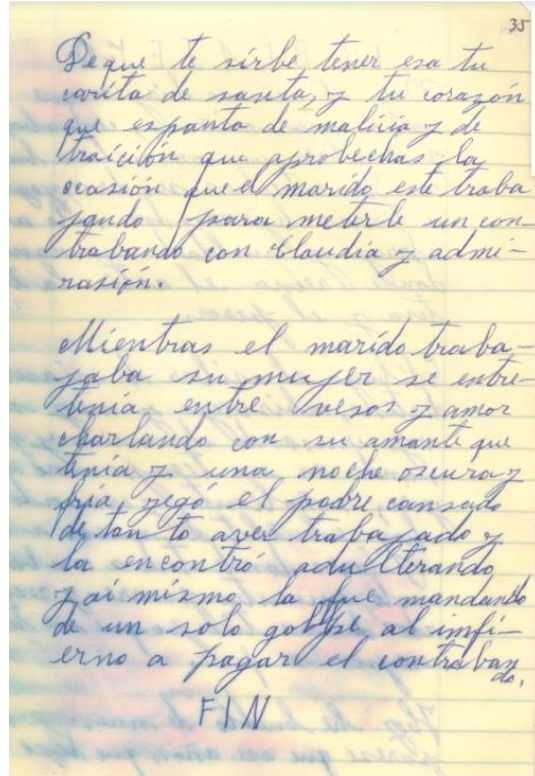 35
De que te sirbe tener esa tu
carita de santa, y tu corazón
que espanta de malicia y de
traición que aprobechas la
ocasión que el marido este traba
jando para meterle un con-
trabando con Claudia y admi-
rasión.
Mientras el marido traba-
jaba su mujer se entre-
tenía entre vesos y amor
charlando con su amante que
tenía y una noche oscura y
fría yegó el pobre cansado
de tanto aver trabajado y
la encontró adulterando
y ai mismo la fue mandando
de un solo golpe al imfi-
erno a pagar el contraban
do.
FIN